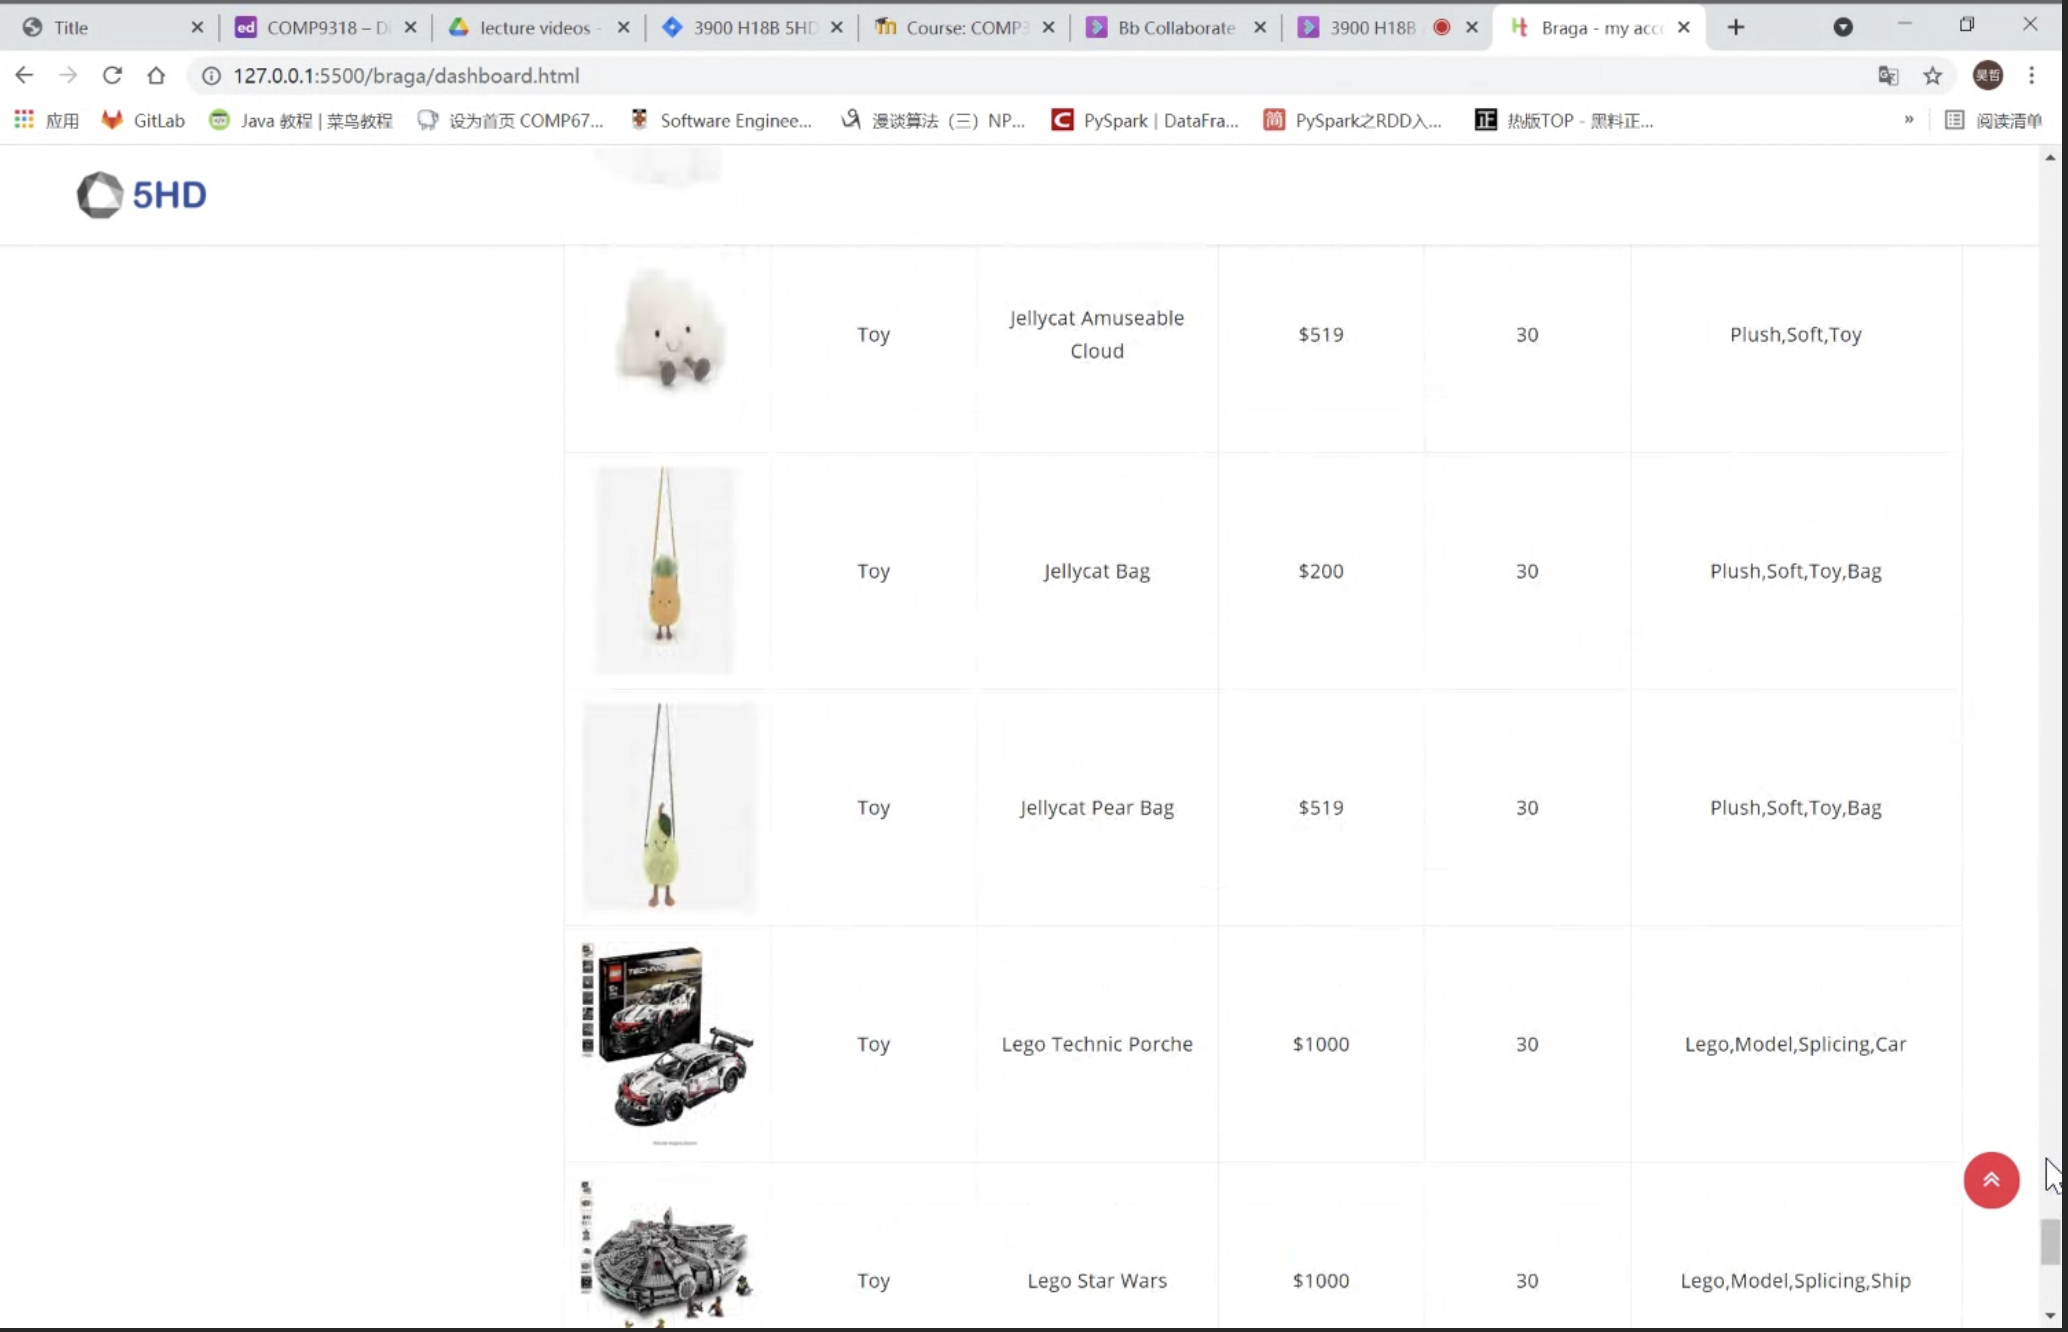 Title
COMP9318 – Di
lecture videos -
3900 H18B 5HD
Course: COMP3
Bb Collaborate
3900 H18B
Braga - my acc
127.0.0.1:5500/braga/dashboard.html
吴哲
应用
GitLab
Java 教程 | 菜鸟教程
设为首页 COMP67...
Software Enginee...
漫谈算法（三）NP...
PySpark | DataFra...
PySpark之RDD入...
热版TOP - 黑料正...
»
阅读清单
5HD
Toy
Jellycat Amuseable
Cloud
$519
30
Plush,Soft,Toy
Toy
Jellycat Bag
$200
30
Plush,Soft,Toy,Bag
Toy
Jellycat Pear Bag
$519
30
Plush,Soft,Toy,Bag
TECHNIC
Toy
Lego Technic Porche
$1000
30
Lego,Model,Splicing,Car
Toy
Lego Star Wars
$1000
30
Lego,Model,Splicing,Ship